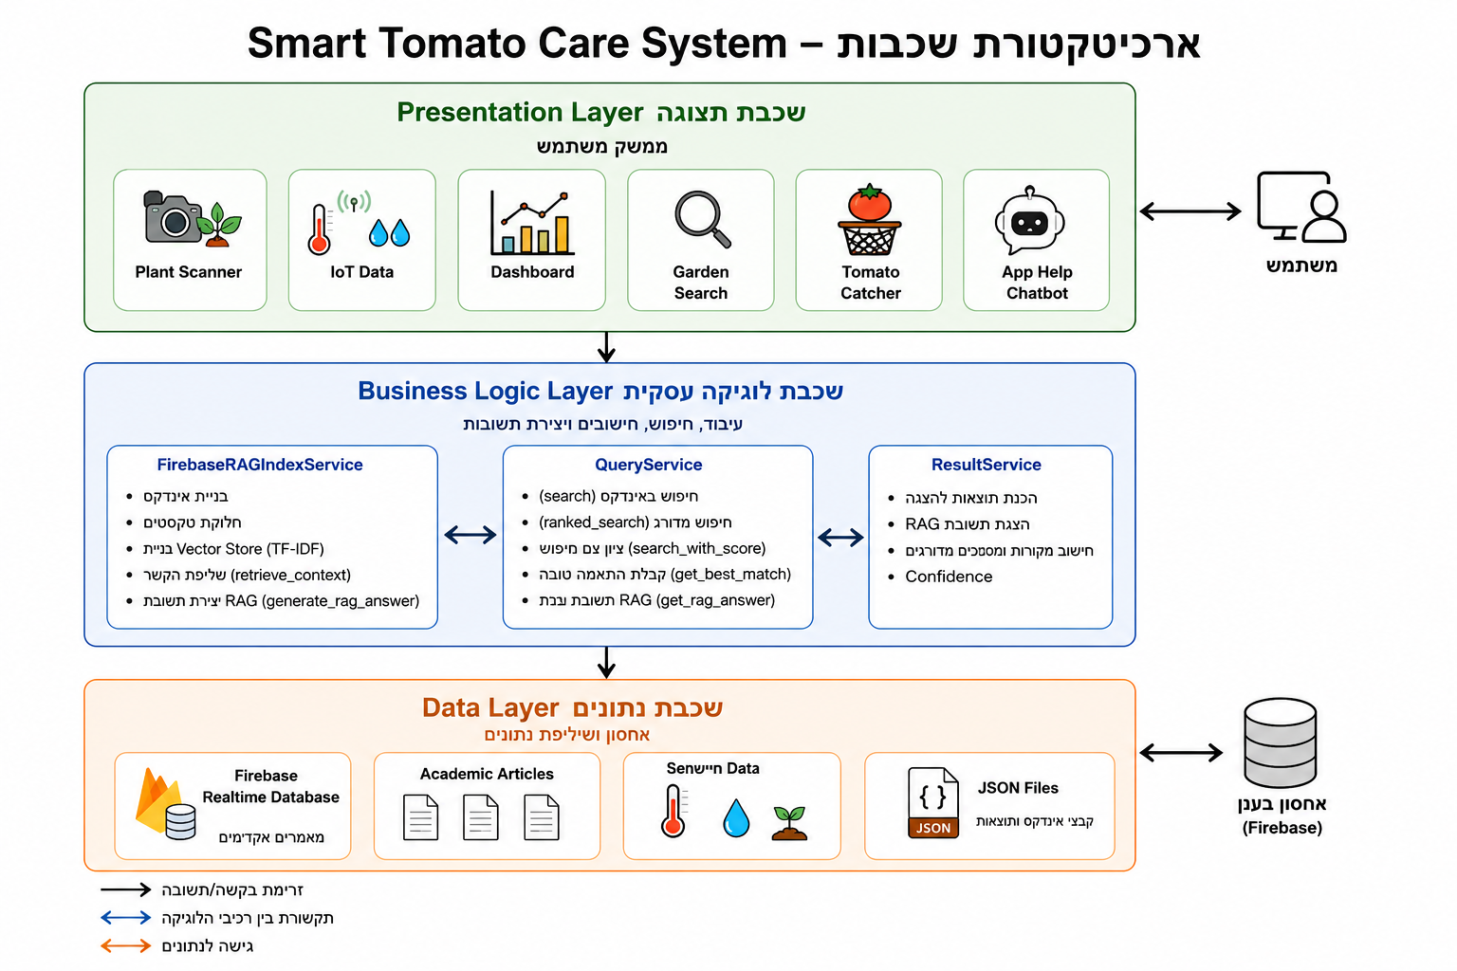 Smart Tomato Care System – ארכיטקטורת שכבות
Presentation Layer שכבת תצוגה
ממשק משתמש
Plant Scanner
IoT Data
Dashboard
Garden
Search
Tomato
Catcher
App Help
Chatbot
משתמש
Business Logic Layer שכבת לוגיקה עסקית
עיבוד, חיפוש, חישובים ויצירת תשובות
FirebaseRAGIndexService
• בניית אינדקס
• חלוקת טקסטים
• בניית Vector Store (TF-IDF)
• שליפת הקשר (retrieve_context)
• יצירת תשובת RAG (generate_rag_answer)
QueryService
• חיפוש באינדקס (search)
• חיפוש מדורג (ranked_search)
• ציון צם חיפוש (search_with_score)
• קבלת התאמה טובה (get_best_match)
• תשובת RAG (get_rag_answer)
ResultService
• הכנת תוצאות להצגה
• הצגת תשובת RAG
• חישוב מקורות ומסמכים מדורגים
• Confidence
Data Layer שכבת נתונים
אחסון ושיליפת נתונים
Firebase
Realtime Database
מאמרים אקדימים
Academic Articles
Data
JSON
JSON Files
קבצי אינדקס ותוצאות
אחסון בענן
(Firebase)
זרימת בקשה/תשובה
תקשורת בין רכיבי הלוגיקה
גישה לנתונים